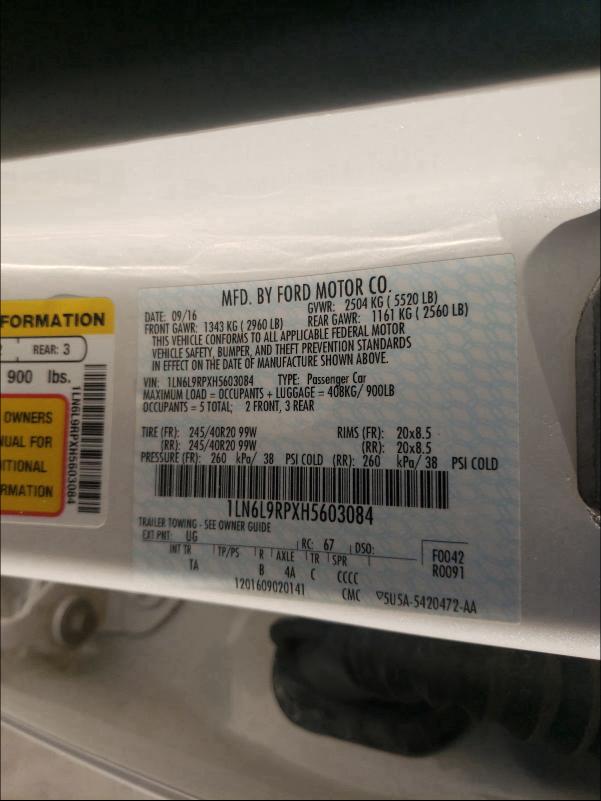 MFD. BY FORD MOTOR CO.
DATE: 09/16 GVWR: 2504 KG ( 5520 LB)
FRONT GAWR: 1343 KG ( 2960 LB) REAR GAWR: 1161 KG ( 2560 LB)
THIS VEHICLE CONFORMS TO ALL APPLICABLE FEDERAL MOTOR
VEHICLE SAFETY, BUMPER, AND THEFT PREVENTION STANDARDS
IN EFFECT ON THE DATE OF MANUFACTURE SHOWN ABOVE.
VIN: 1LN6L9RPXH5603084 TYPE: Passenger Car
MAXIMUM LOAD = OCCUPANTS + LUGGAGE = 408KG/ 900LB
OCCUPANTS = 5 TOTAL; 2 FRONT, 3 REAR
TIRE (FR): 245/40R20 99W RIMS (FR): 20x8.5
(RR): 245/40R20 99W (RR): 20x8.5
PRESSURE (FR): 260 kPa/ 38 PSI COLD (RR): 260 kPa/ 38 PSI COLD
1LN6L9RPXH5603084
TRAILER TOWING - SEE OWNER GUIDE
EXT PNT: UG RC: 67 DSO: F0042
INT TR TP/PS R AXLE TR SPR R0091
TA B 4A C CCCC
1201609020141 CMC ▽5U5A-5420472-AA
FORMATION
REAR: 3
900 lbs.
OWNERS
NUAL FOR
DITIONAL
RMATION
1LN6L9RPXH5603084